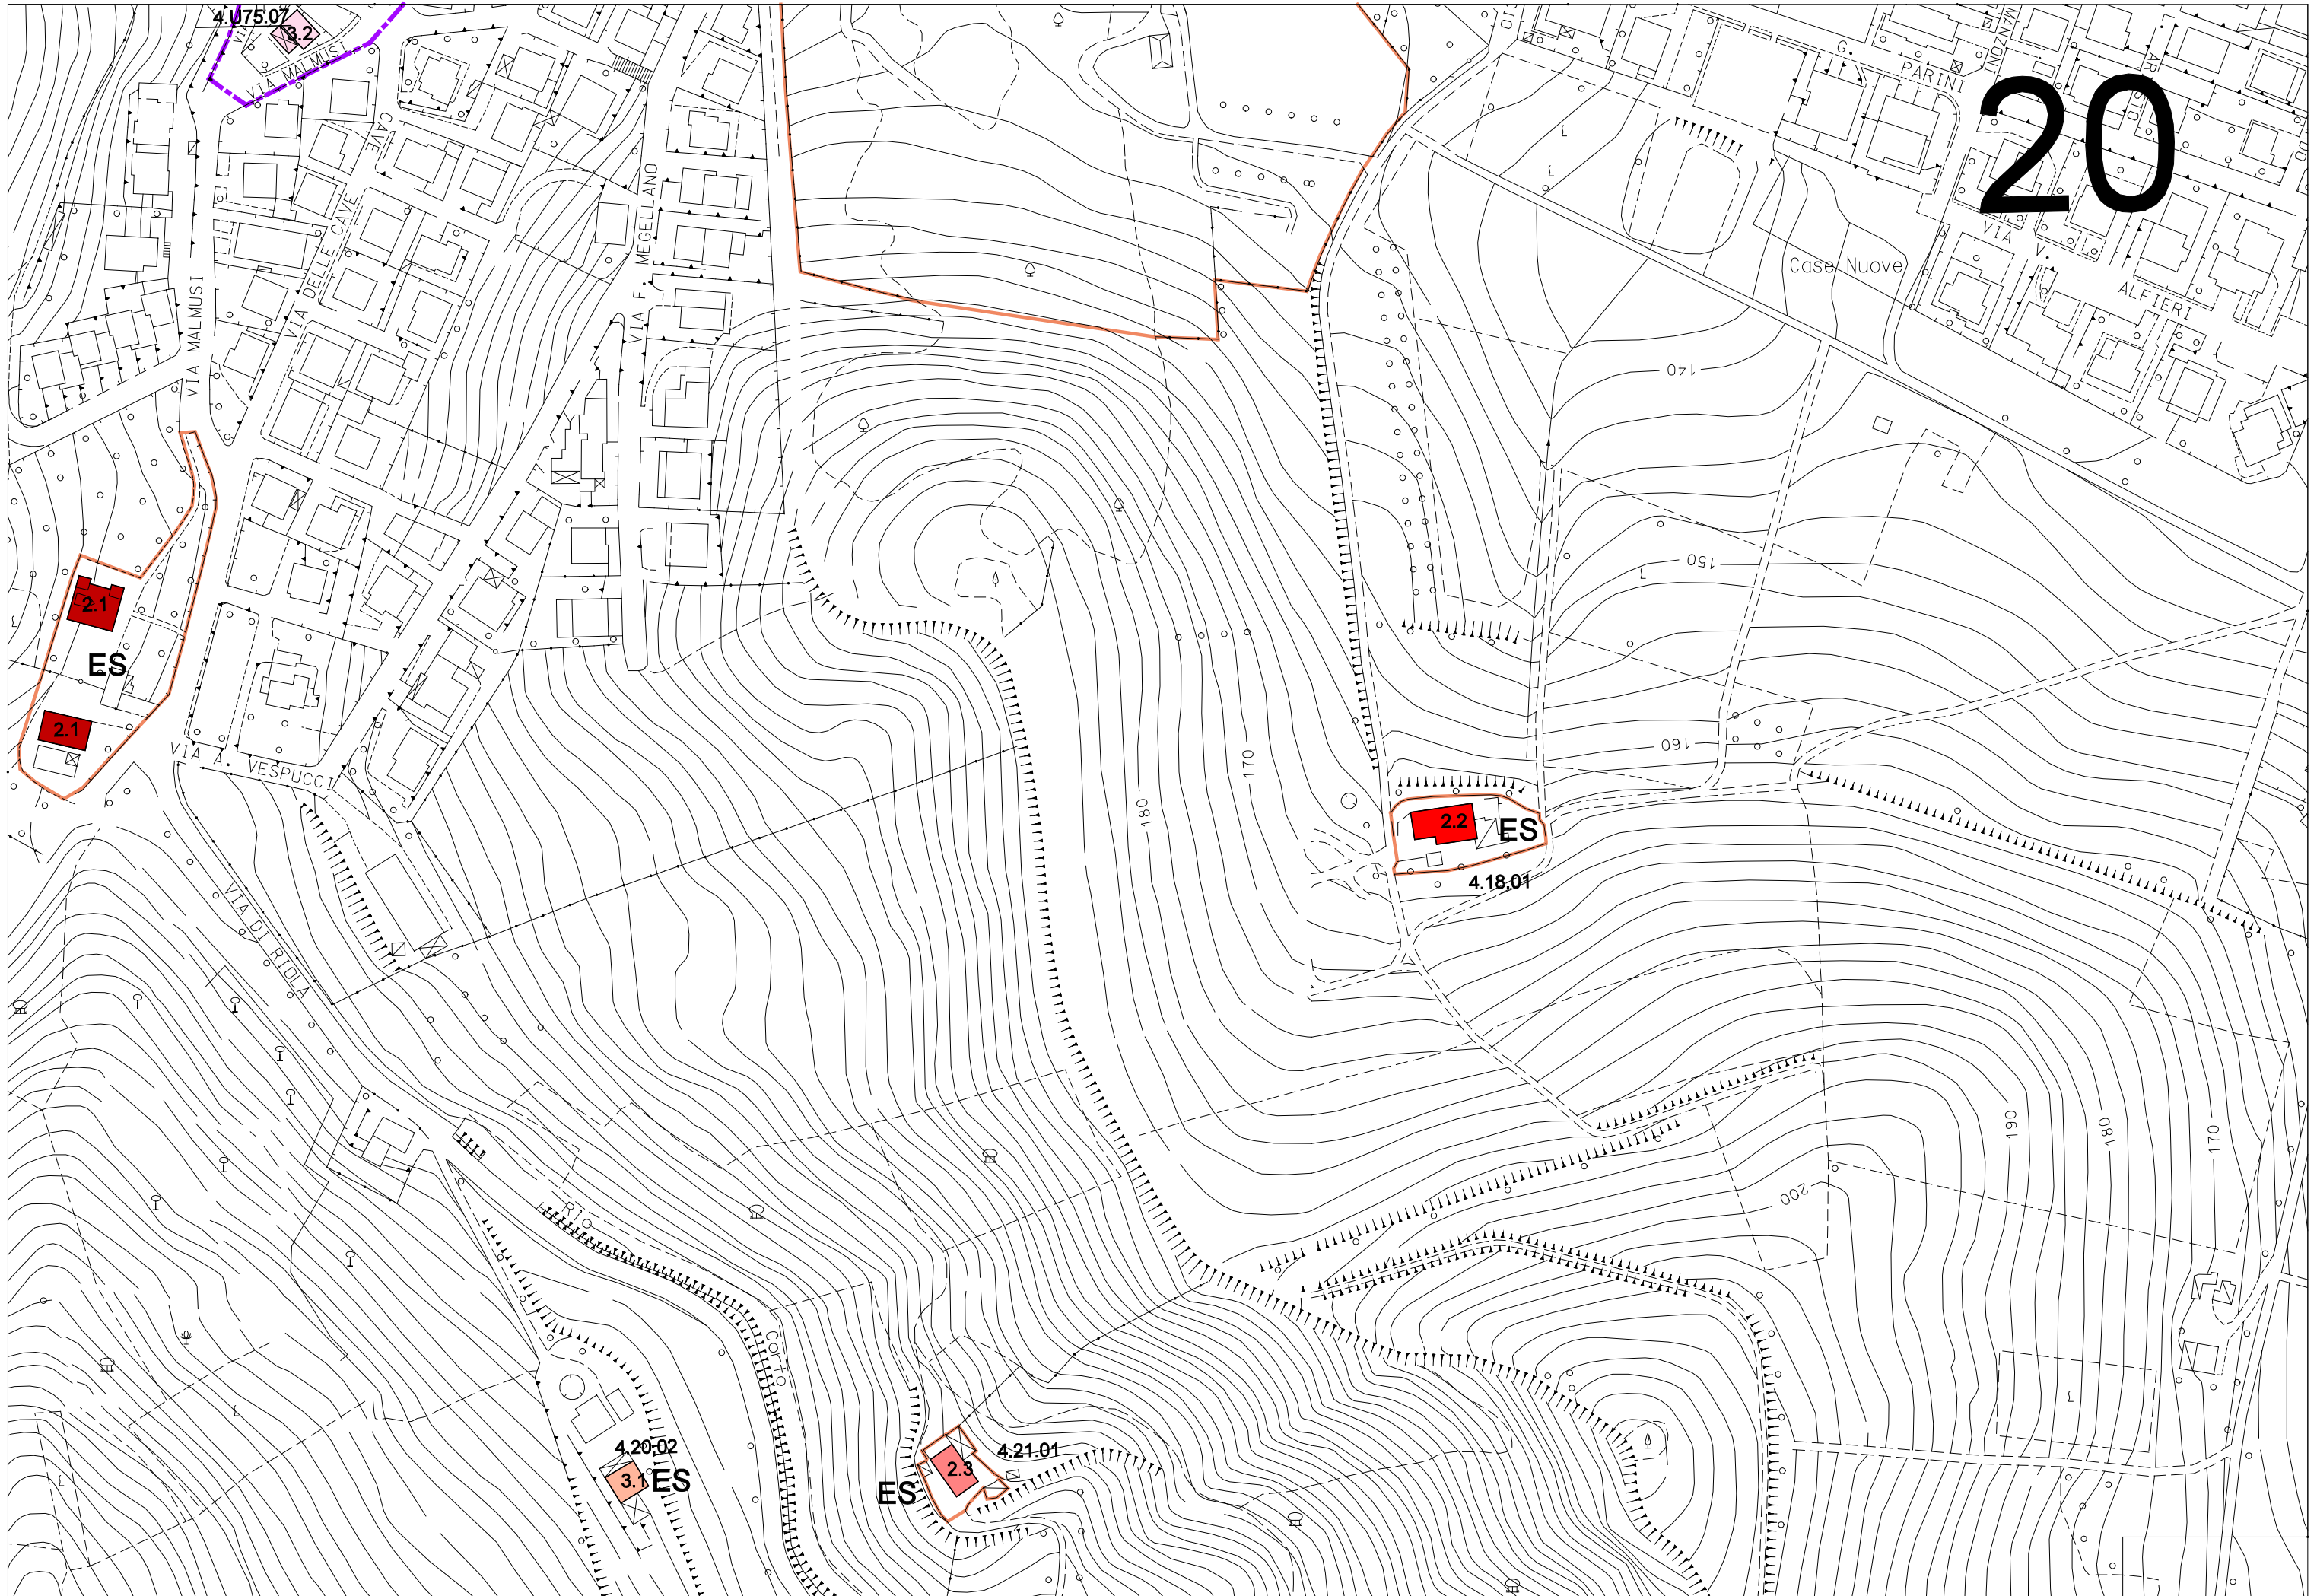 4.U75.07
3.2
VIA
VIA MALMUSI
20
G. PARINI
MANZONI
VIA DELLE CAVE
CAVE
VIA F. MEGELLANO
VIA MALMUSI
Case Nuove
VIA V. ALFIERI
140
150
2.1
ES
2.1
VIA A. VESPUCCI
160
170
180
2.2
ES
4.18.01
VIA DI RIOLA
190
180
170
200
Rio
Corto
4.20.02
3.1
ES
4.21.01
2.3
ES